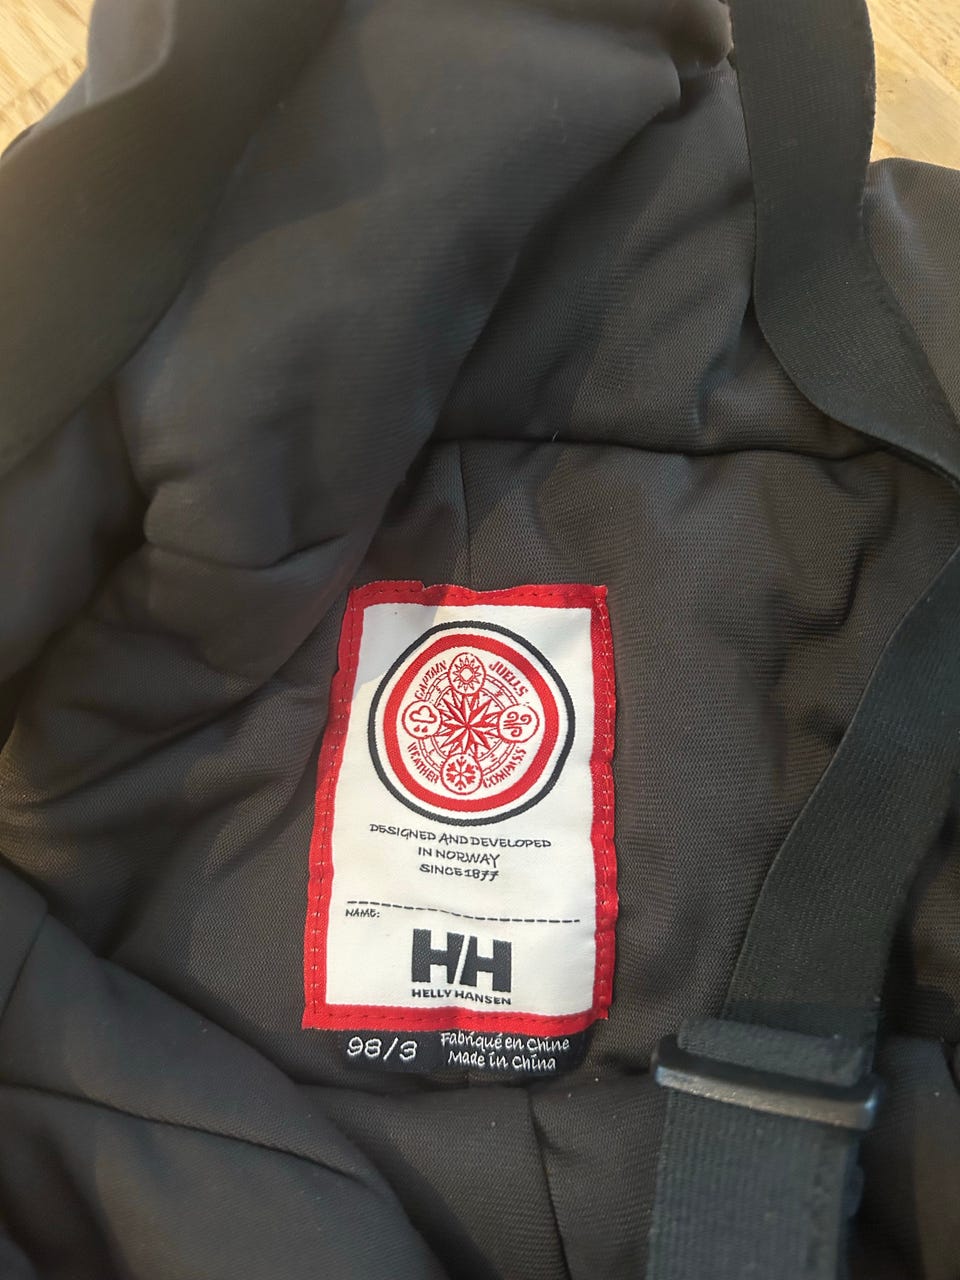 CAPTAIN JUELL'S
WEATHER COMPASS
DESIGNED AND DEVELOPED
IN NORWAY
SINCE 1877
NAME:
HH
HELLY HANSEN
98/3
Fabriqué en Chine
Made in China